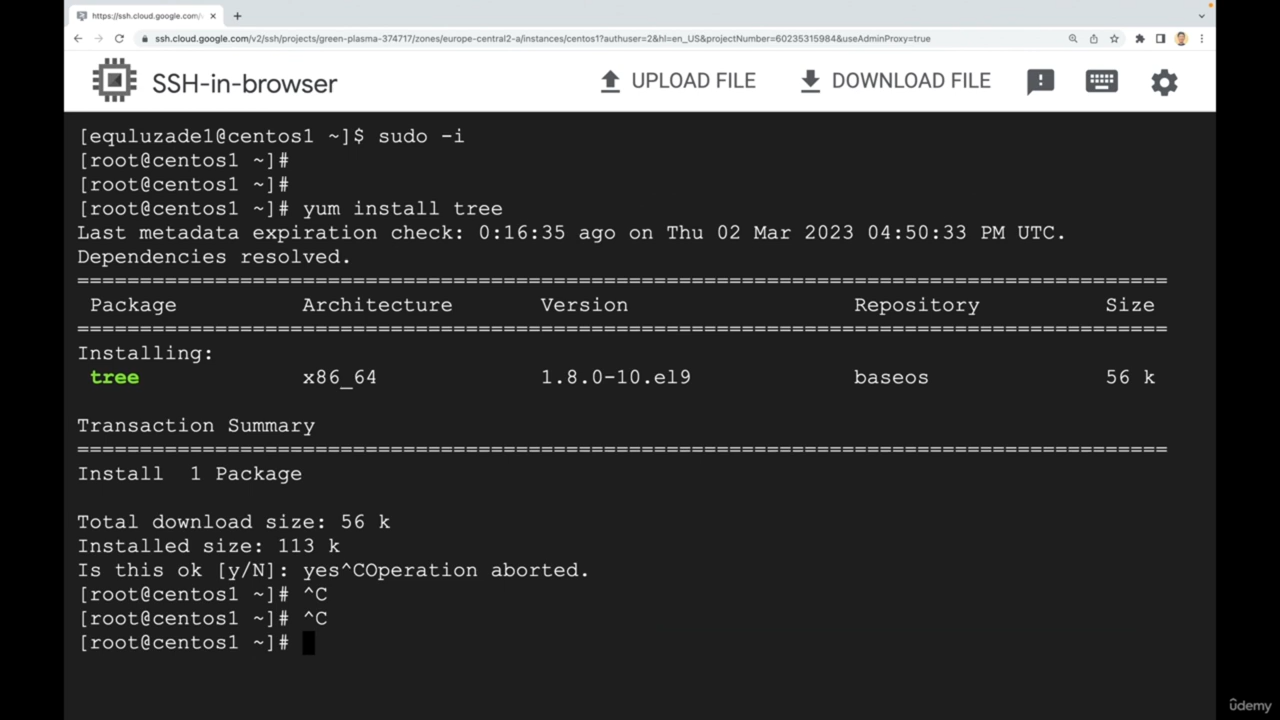 https://ssh.cloud.google.com/v
ssh.cloud.google.com/v2/ssh/projects/green-plasma-374717/zones/europe-central2-a/instances/centos1?authuser=2&hl=en_US&projectNumber=60235315984&useAdminProxy=true
SSH-in-browser UPLOAD FILE DOWNLOAD FILE
[equluzade1@centos1 ~]$ sudo -i
[root@centos1 ~]#
[root@centos1 ~]#
[root@centos1 ~]# yum install tree
Last metadata expiration check: 0:16:35 ago on Thu 02 Mar 2023 04:50:33 PM UTC.
Dependencies resolved.
================================================================================
Package Architecture Version Repository Size
================================================================================
Installing:
tree x86_64 1.8.0-10.el9 baseos 56 k
Transaction Summary
================================================================================
Install 1 Package
Total download size: 56 k
Installed size: 113 k
Is this ok [y/N]: yes^COperation aborted.
[root@centos1 ~]# ^C
[root@centos1 ~]# ^C
[root@centos1 ~]#
ûdemy